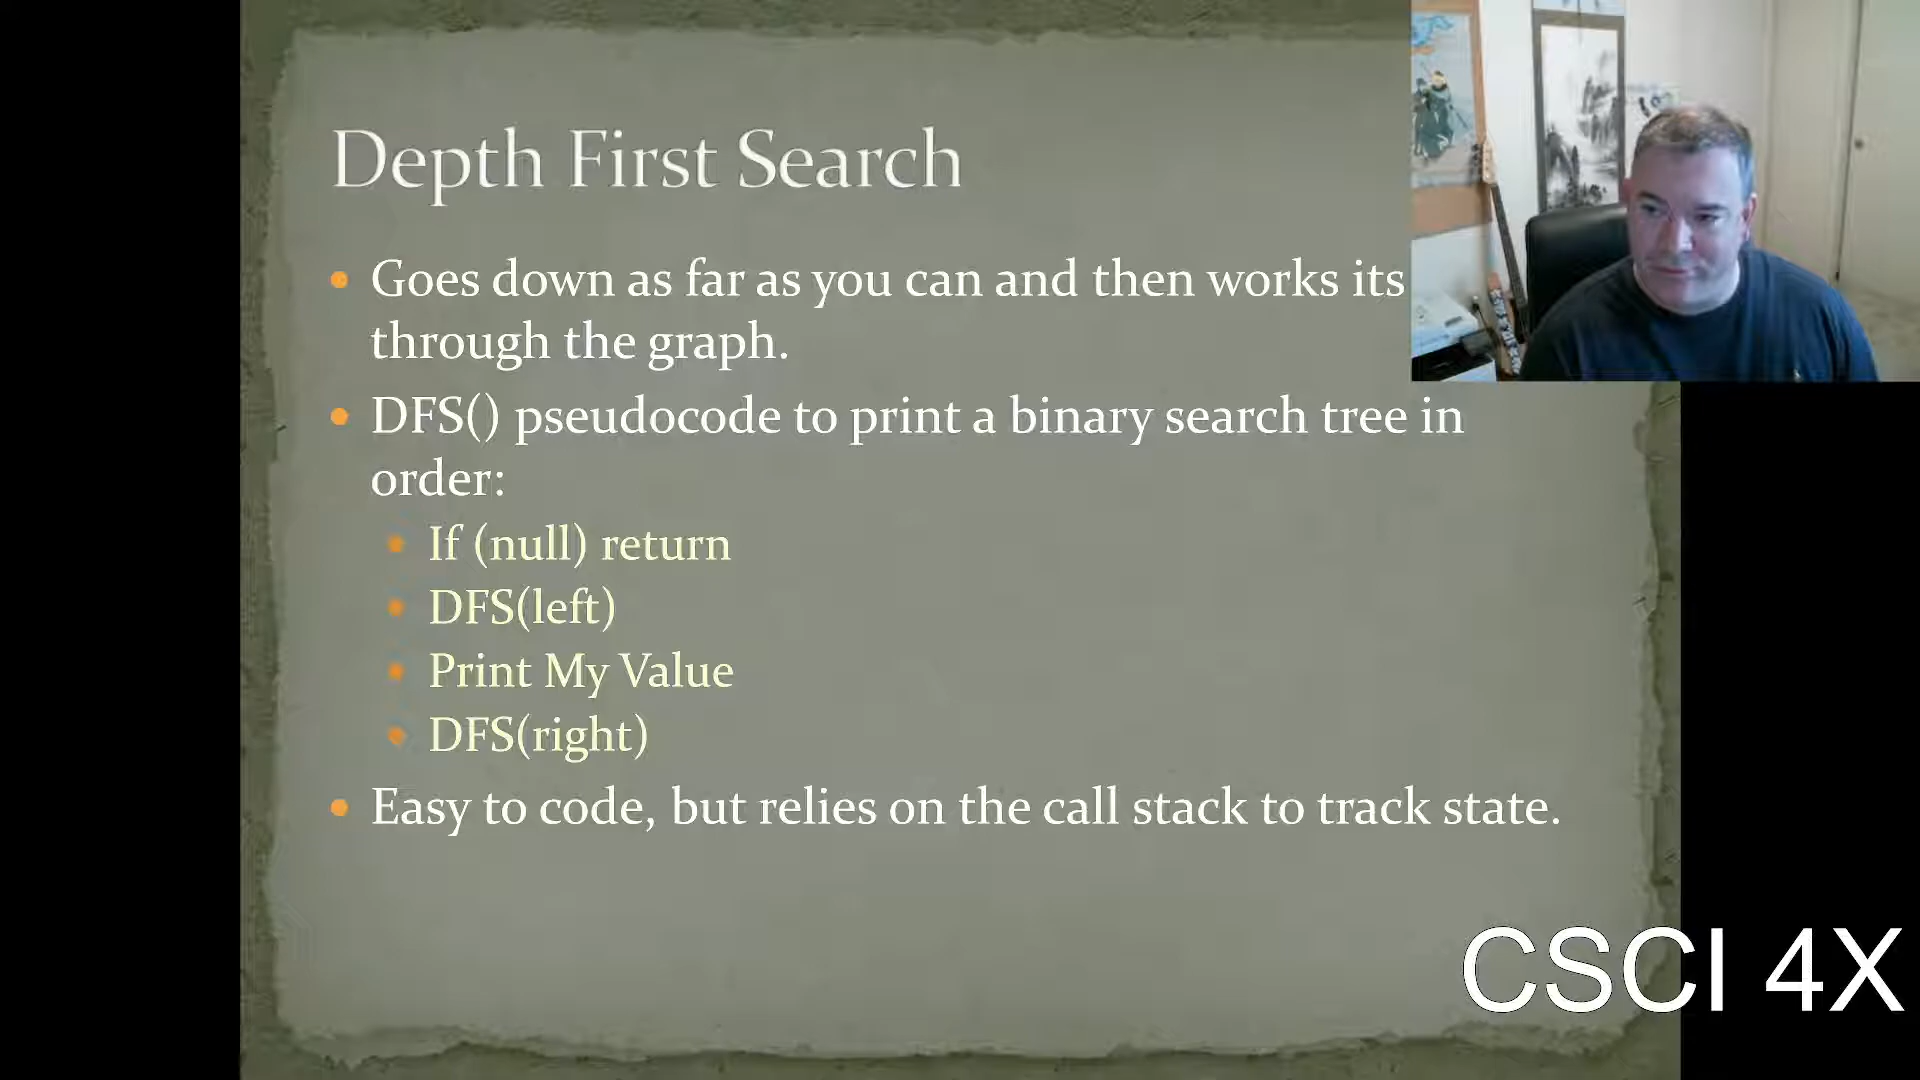 Depth First Search
Goes down as far as you can and then works its
through the graph.
DFS() pseudocode to print a binary search tree in
order:
If (null) return
DFS(left)
Print My Value
DFS(right)
Easy to code, but relies on the call stack to track state.
CSCI 4X